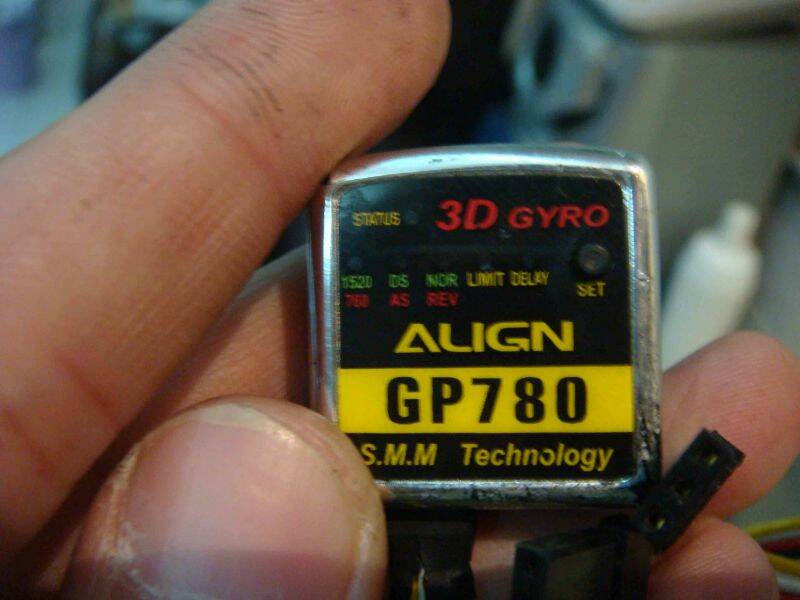 STATUS 3D GYRO
1520 DS NOR LIMIT DELAY
760 AS REV SET
ALIGN
GP780
S.M.M Technology